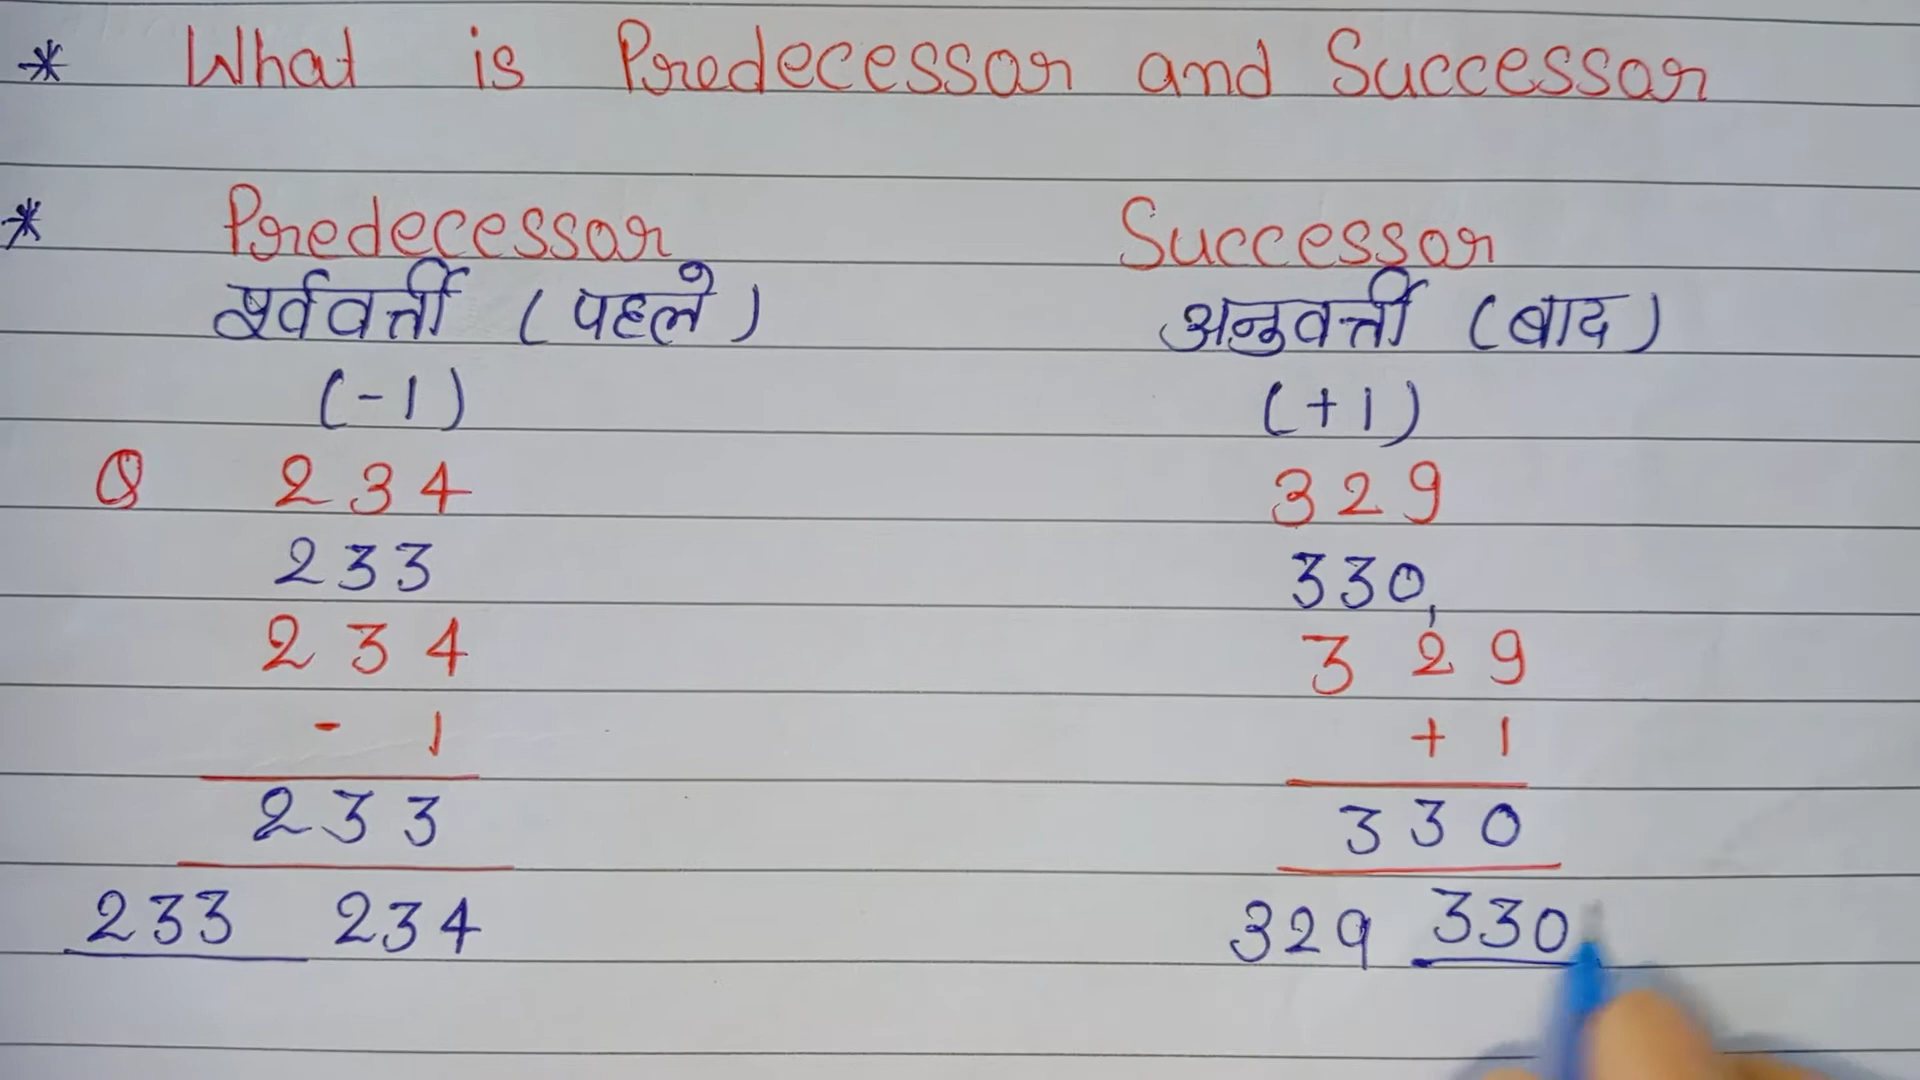 * What is Predecessor and Successor
* Predecessor Successor
पूर्ववर्त्ती (पहले) अनुवर्त्ती (बाद)
(-1) (+1)
Q 234 329
233 330,
234 329
- 1 + 1
233 330
233 234 329 330